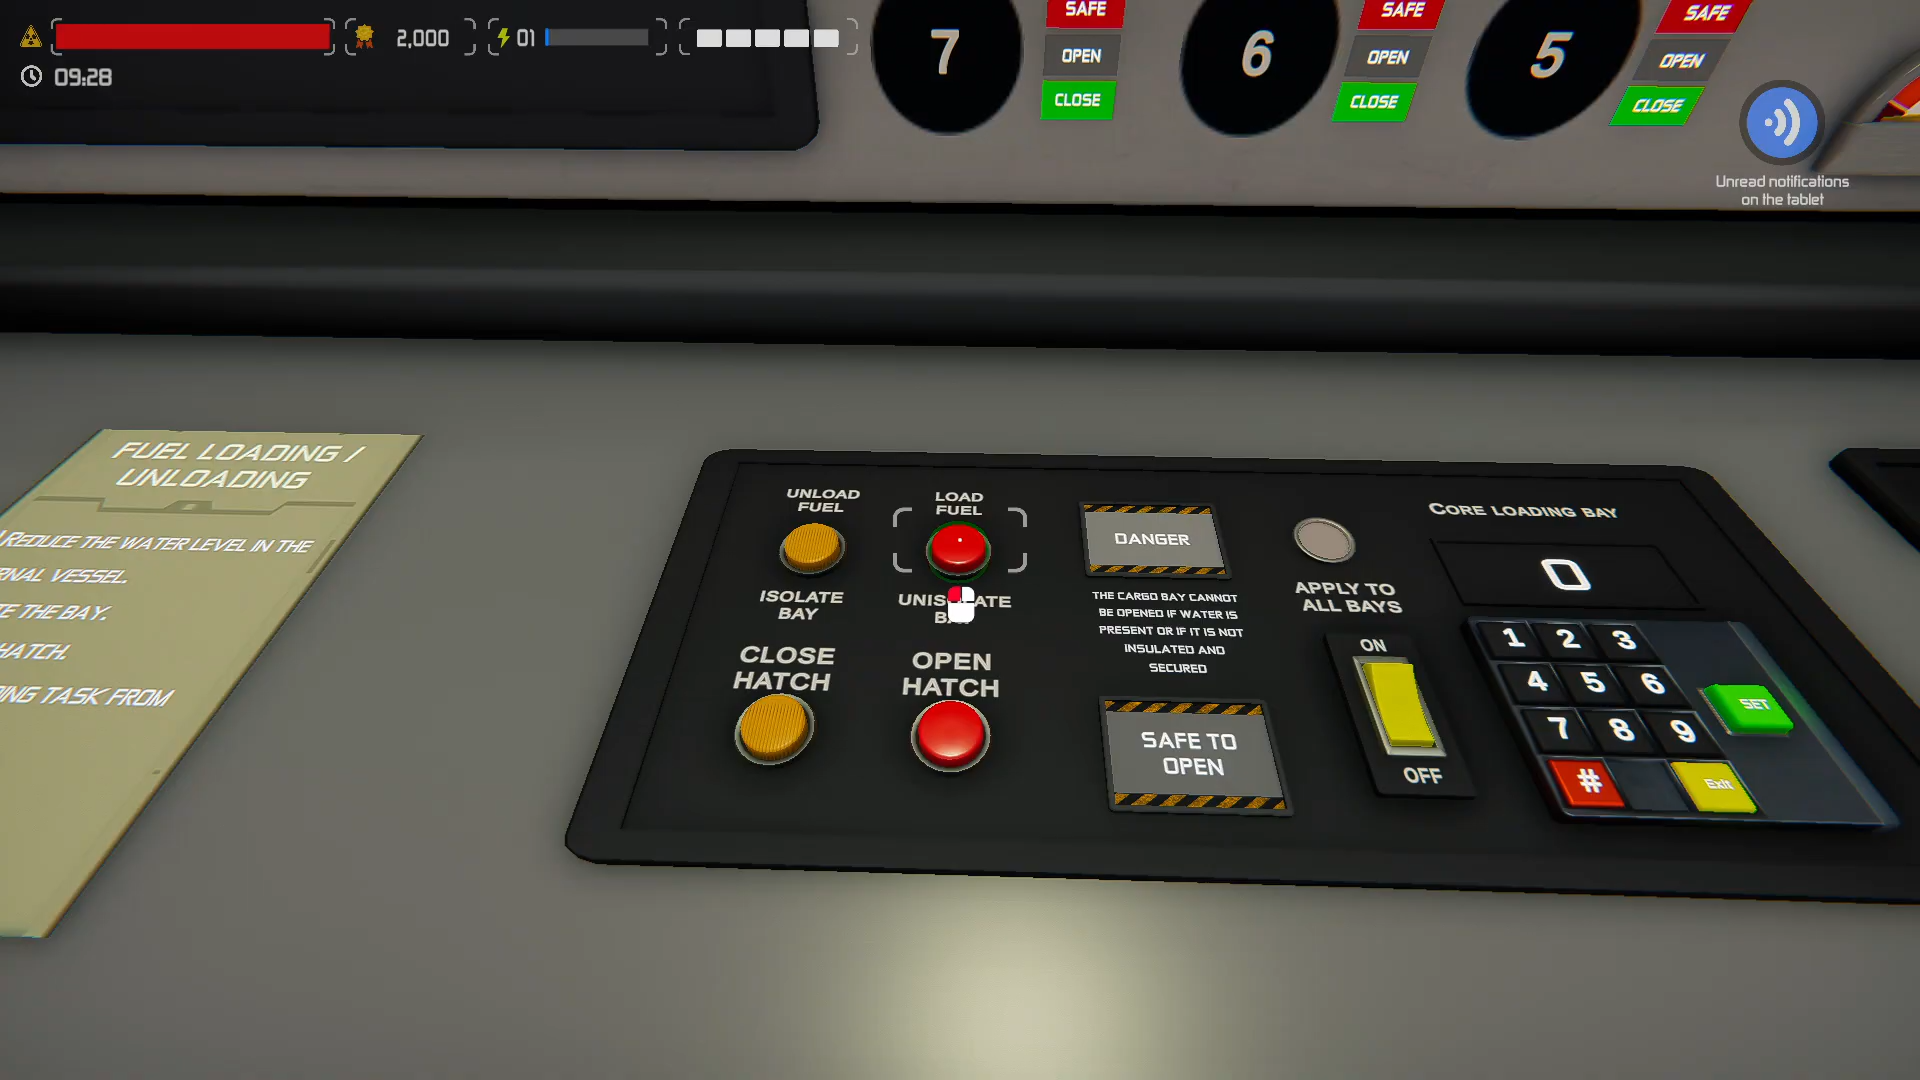 2,000
01
09:28
7
SAFE
OPEN
CLOSE
6
SAFE
OPEN
CLOSE
5
SAFE
OPEN
CLOSE
Unread notifications
on the tablet
FUEL LOADING /
UNLOADING
REDUCE THE WATER LEVEL IN THE
VESSEL.
THE BAY.
HATCH.
TASK FROM
UNLOAD
FUEL
LOAD
FUEL
ISOLATE
BAY
CLOSE
HATCH
OPEN
HATCH
DANGER
THE CARGO BAY CANNOT
BE OPENED IF WATER IS
PRESENT OR IF IT IS NOT
INSULATED AND
SECURED
SAFE TO
OPEN
APPLY TO
ALL BAYS
ON
OFF
CORE LOADING BAY
0
1 2 3
4 5 6
7 8 9
#
Exit
SET